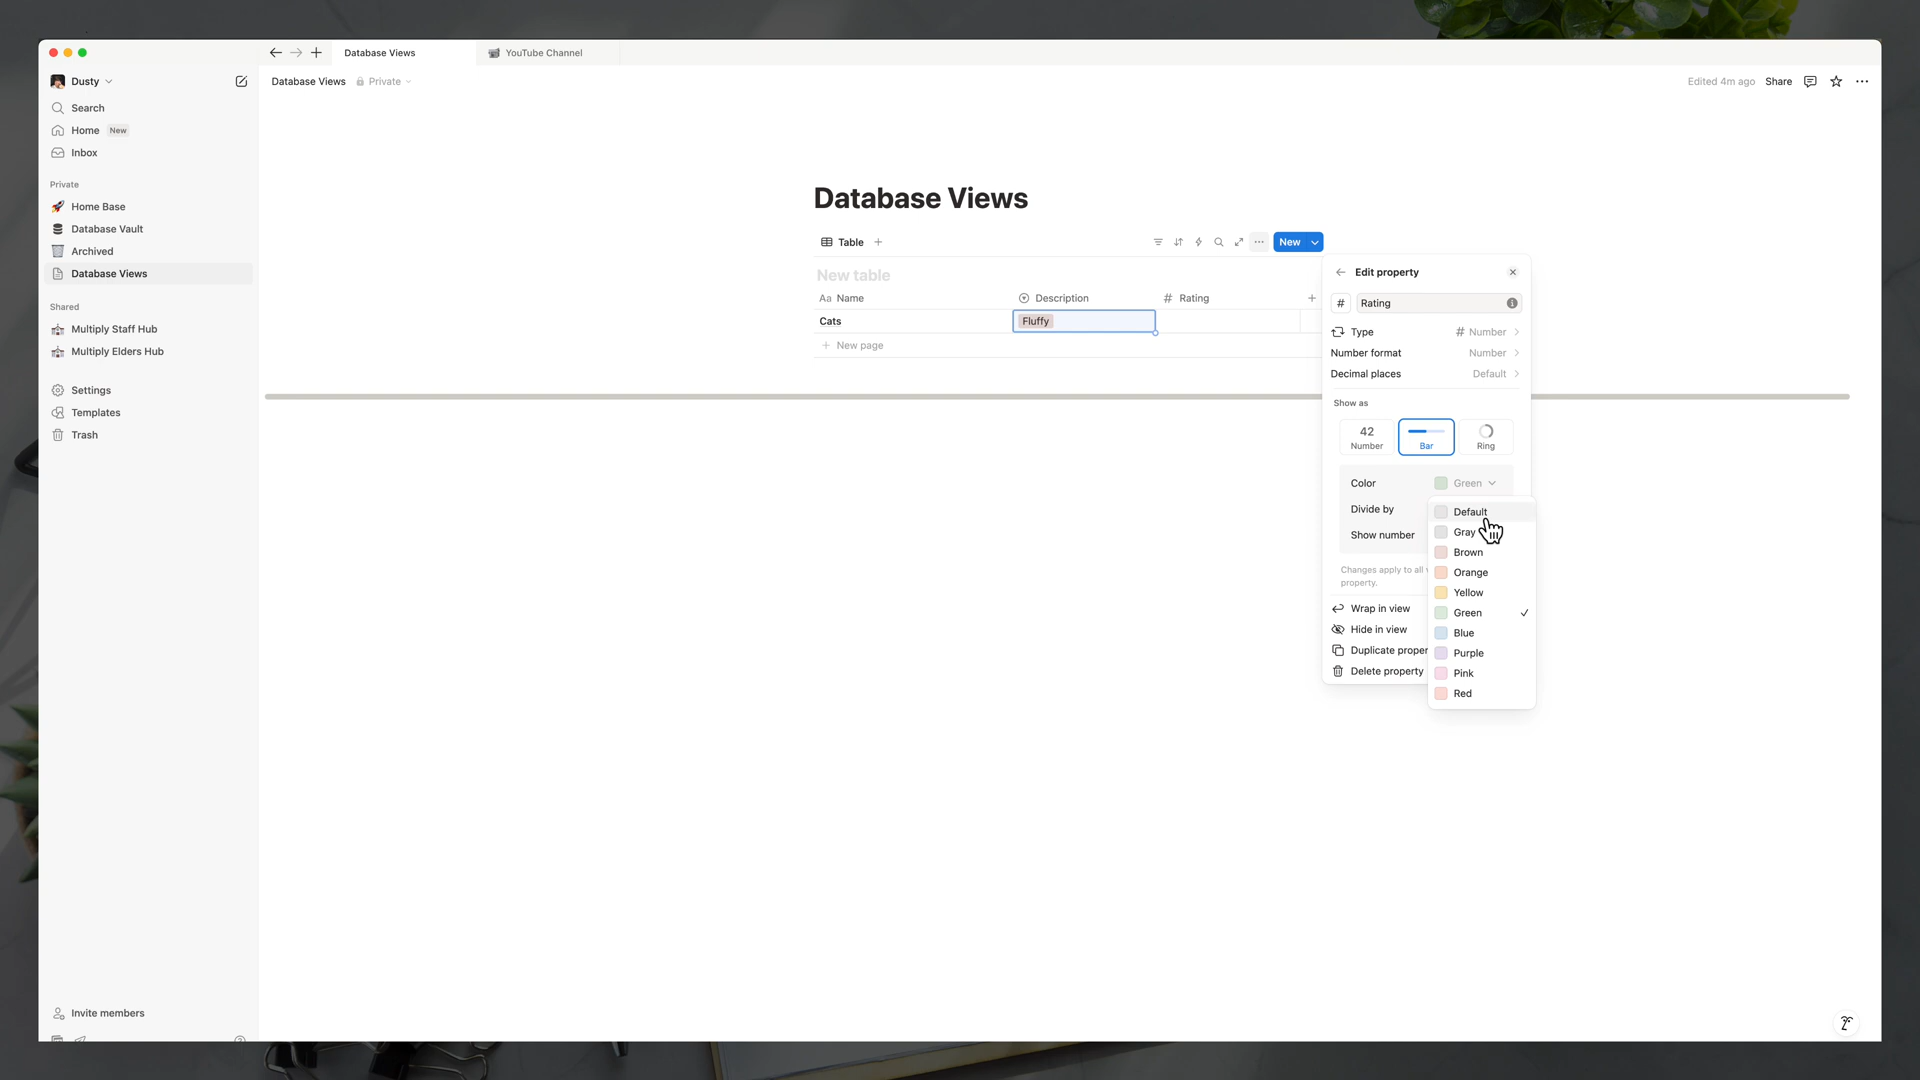 Database Views
YouTube Channel
Dusty
Database Views Private
Edited 4m ago Share
Search
Home New
Inbox
Private
Home Base
Database Vault
Archived
Database Views
Shared
Multiply Staff Hub
Multiply Elders Hub
Settings
Templates
Trash
Invite members
Database Views
Table
New
New table
Aa Name
Description
# Rating
Cats
Fluffy
New page
Edit property
# Rating
Type # Number
Number format Number
Decimal places Default
Show as
42
Number
Bar
Ring
Color Green
Divide by
Show number
Changes apply to all
property.
Wrap in view
Hide in view
Duplicate proper
Delete property
Default
Gray
Brown
Orange
Yellow
Green
Blue
Purple
Pink
Red